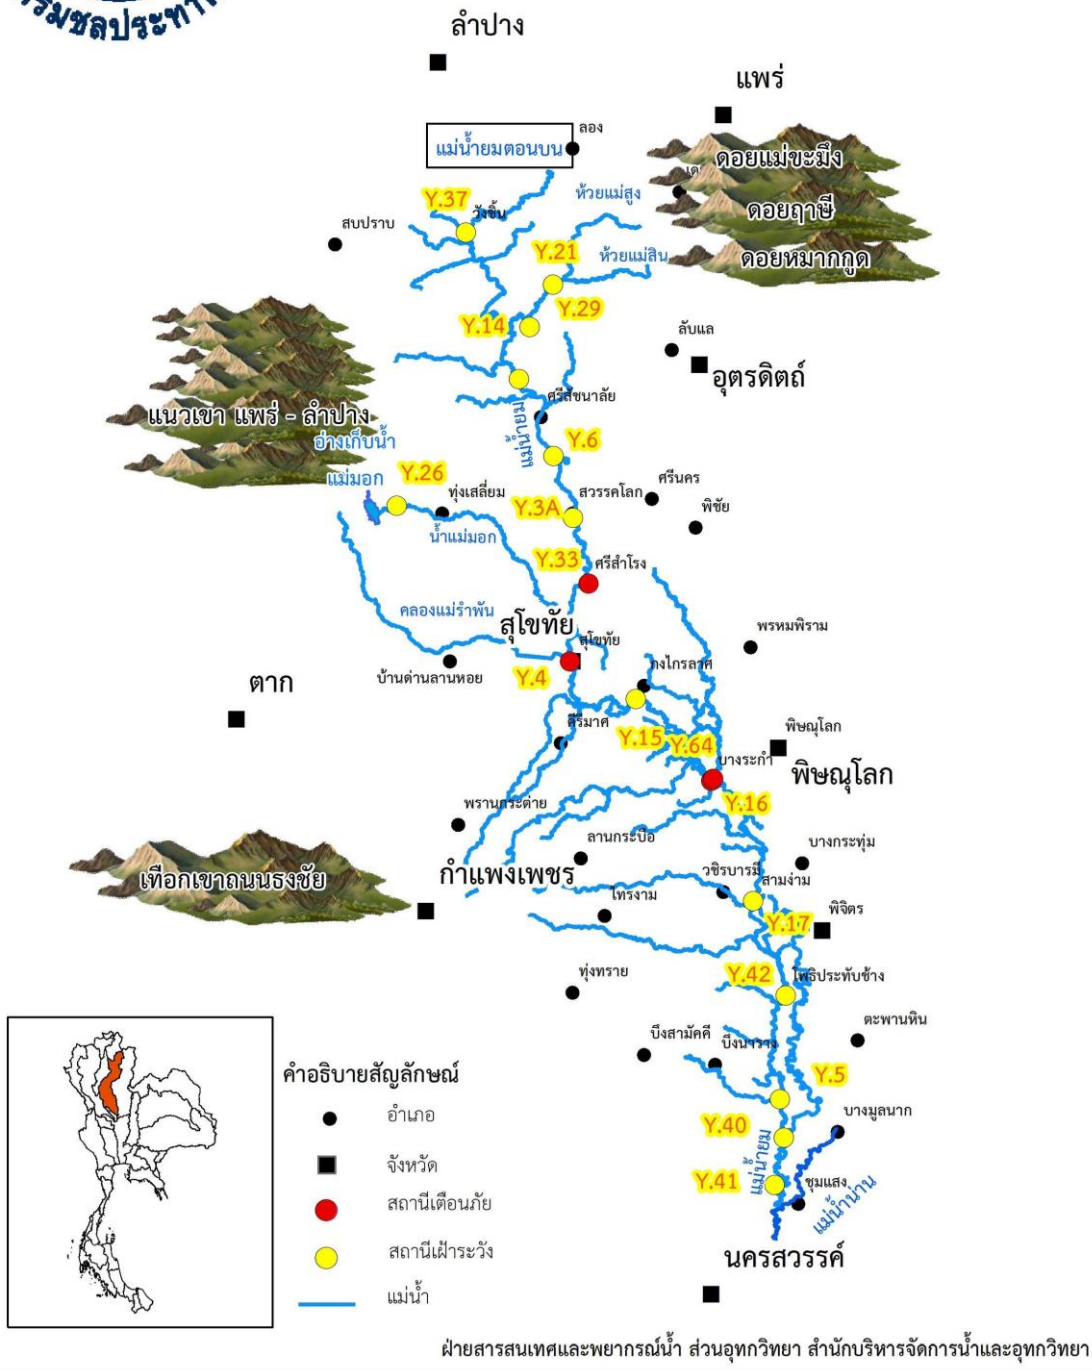 กรมชลประทาน
ลำปาง
แพร่
ลอง
แม่น้ำยมตอนบน
ดอยแม่ขะมึง
เด
ห้วยแม่สูง
Y.37
วังชิ้น
ดอยฤาษี
สบปราบ
Y.21
ห้วยแม่สิน
ดอยหมากกูด
Y.29
Y.14
ลับแล
อุตรดิตถ์
ศรีสัชนาลัย
แนวเขา แพร่ - ลำปาง
แม่น้ำยม
อ่างเก็บน้ำ
แม่มอก
Y.6
Y.26
ทุ่งเสลี่ยม
สวรรคโลก
ศรีนคร
Y.3A
พิชัย
น้ำแม่มอก
Y.33
ศรีสำโรง
คลองแม่รำพัน
สุโขทัย
สุโขทัย
พรหมพิราม
กงไกรลาศ
บ้านด่านลานหอย
Y.4
ตาก
คีรีมาศ
Y.15
Y.64
พิษณุโลก
บางระกำ
พิษณุโลก
Y.16
พรานกระต่าย
ลานกระบือ
บางกระทุ่ม
กำแพงเพชร
วชิรบารมี
สามง่าม
เทือกเขาถนนธงชัย
ไทรงาม
Y.17
พิจิตร
Y.42
โพธิประทับช้าง
ทุ่งทราย
ตะพานหิน
บึงสามัคคี
บึงนาราง
Y.5
บางมูลนาก
Y.40
แม่น้ำยม
Y.41
ชุมแสง
แม่น้ำน่าน
นครสวรรค์
คำอธิบายสัญลักษณ์
อำเภอ
จังหวัด
สถานีเตือนภัย
สถานีเฝ้าระวัง
แม่น้ำ
ฝ่ายสารสนเทศและพยากรณ์น้ำ ส่วนอุทกวิทยา สำนักบริหารจัดการน้ำและอุทกวิทยา